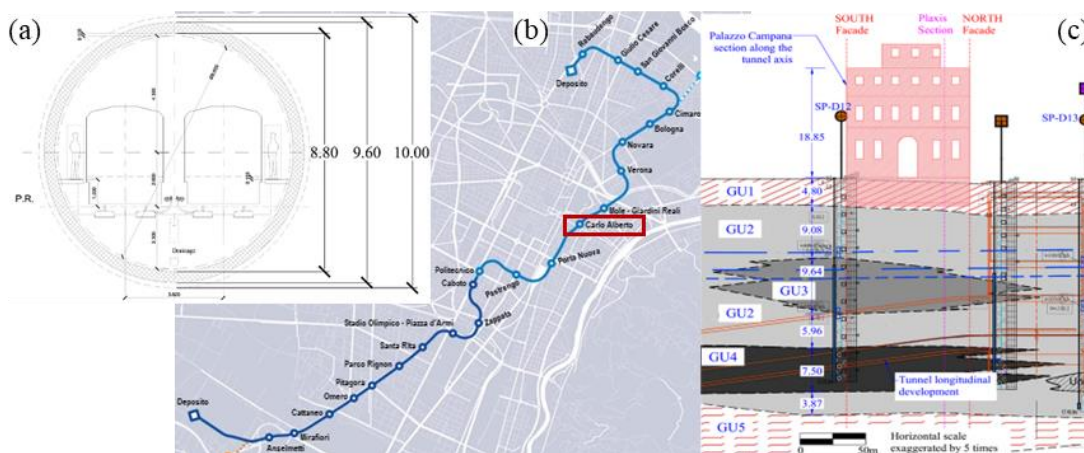 (a)
P.R.
8.80
9.60
10.00
Drainage
(b)
Rebaudengo
Giulio Cesare
San Giovanni Bosco
Corelli
Cimaro
Bologna
Novara
Verona
Mole - Giardini Reali
Carlo Alberto
Porta Nuova
Pastrengo
Politecnico
Caboto
Zappata
Stadio Olimpico - Piazza d'Armi
Santa Rita
Parco Rignon
Pitagora
Omero
Cattaneo
Mirafiori
Anselmetti
Deposito
Deposito
(c)
SOUTH
Facade
Plaxis
Section
NORTH
Facade
Palazzo Campana
section along the
tunnel axis
SP-D12
SP-D13
18.85
GU1
4.80
GU2
9.08
9.64
GU3
GU2
5.96
GU4
7.50
Tunnel longitudinal
development
3.87
GU5
0
50m
Horizontal scale
exaggerated by 5 times